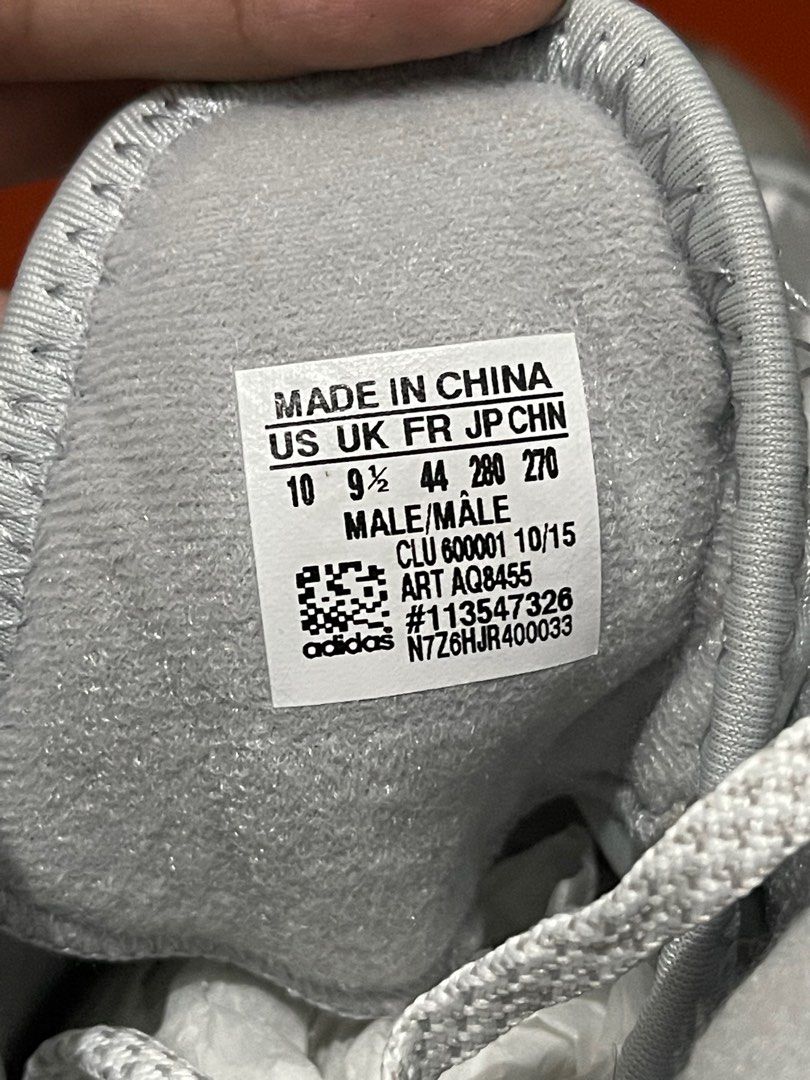 MADE IN CHINA
US UK FR JP CHN
10 9½ 44 280 270
MALE/MÂLE
CLU 600001 10/15
ART AQ8455
#113547326
adidas N7Z6HJR400033